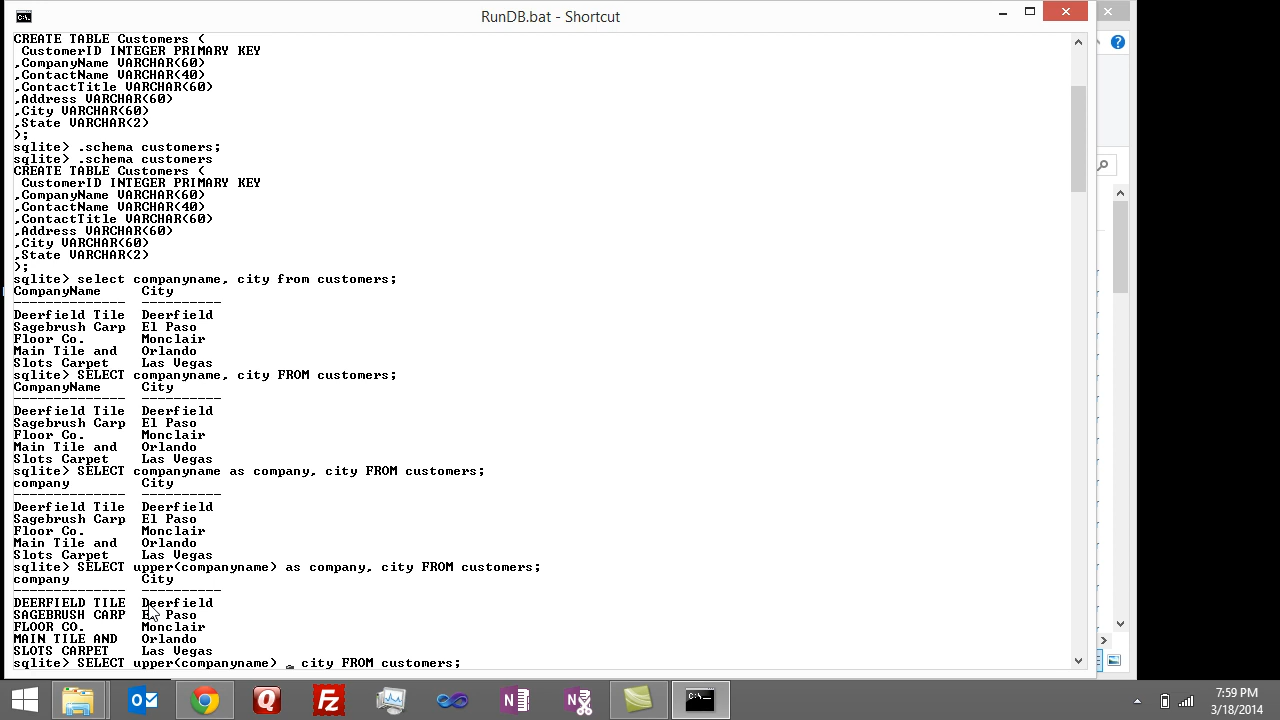 RunDB.bat - Shortcut
CREATE TABLE Customers (
CustomerID INTEGER PRIMARY KEY
,CompanyName VARCHAR(60)
,ContactName VARCHAR(40)
,ContactTitle VARCHAR(60)
,Address VARCHAR(60)
,City VARCHAR(60)
,State VARCHAR(2)
);
sqlite> .schema customers;
sqlite> .schema customers
CREATE TABLE Customers (
CustomerID INTEGER PRIMARY KEY
,CompanyName VARCHAR(60)
,ContactName VARCHAR(40)
,ContactTitle VARCHAR(60)
,Address VARCHAR(60)
,City VARCHAR(60)
,State VARCHAR(2)
);
sqlite> select companyname, city from customers;
CompanyName City
-------------- ----------
Deerfield Tile Deerfield
Sagebrush Carp El Paso
Floor Co. Monclair
Main Tile and Orlando
Slots Carpet Las Vegas
sqlite> SELECT companyname, city FROM customers;
CompanyName City
-------------- ----------
Deerfield Tile Deerfield
Sagebrush Carp El Paso
Floor Co. Monclair
Main Tile and Orlando
Slots Carpet Las Vegas
sqlite> SELECT companyname as company, city FROM customers;
company City
-------------- ----------
Deerfield Tile Deerfield
Sagebrush Carp El Paso
Floor Co. Monclair
Main Tile and Orlando
Slots Carpet Las Vegas
sqlite> SELECT upper(companyname) as company, city FROM customers;
company City
-------------- ----------
DEERFIELD TILE Deerfield
SAGEBRUSH CARP El Paso
FLOOR CO. Monclair
MAIN TILE AND Orlando
SLOTS CARPET Las Vegas
sqlite> SELECT upper(companyname) , city FROM customers;
7:59 PM
3/18/2014